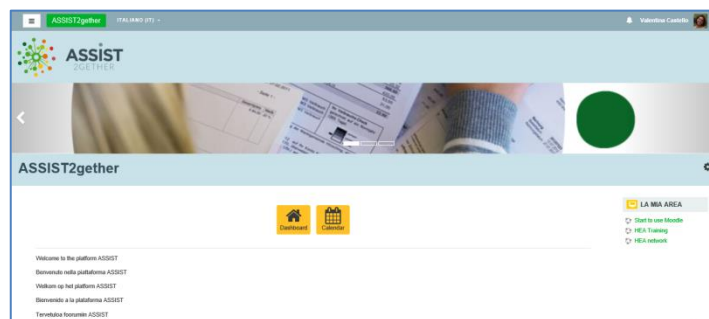 ASSIST2gether
ITALIANO (IT)
Valentina Castello
ASSIST
2GETHER
ASSIST2gether
Dashboard
Calendar
LA MIA AREA
Start to use Moodle
HEA Training
HEA network
Welcome to the platform ASSIST
Benvenuto nella piattaforma ASSIST
Welkom op het platform ASSIST
Bienvenido a la plataforma ASSIST
Tervetuloa foorumiin ASSIST